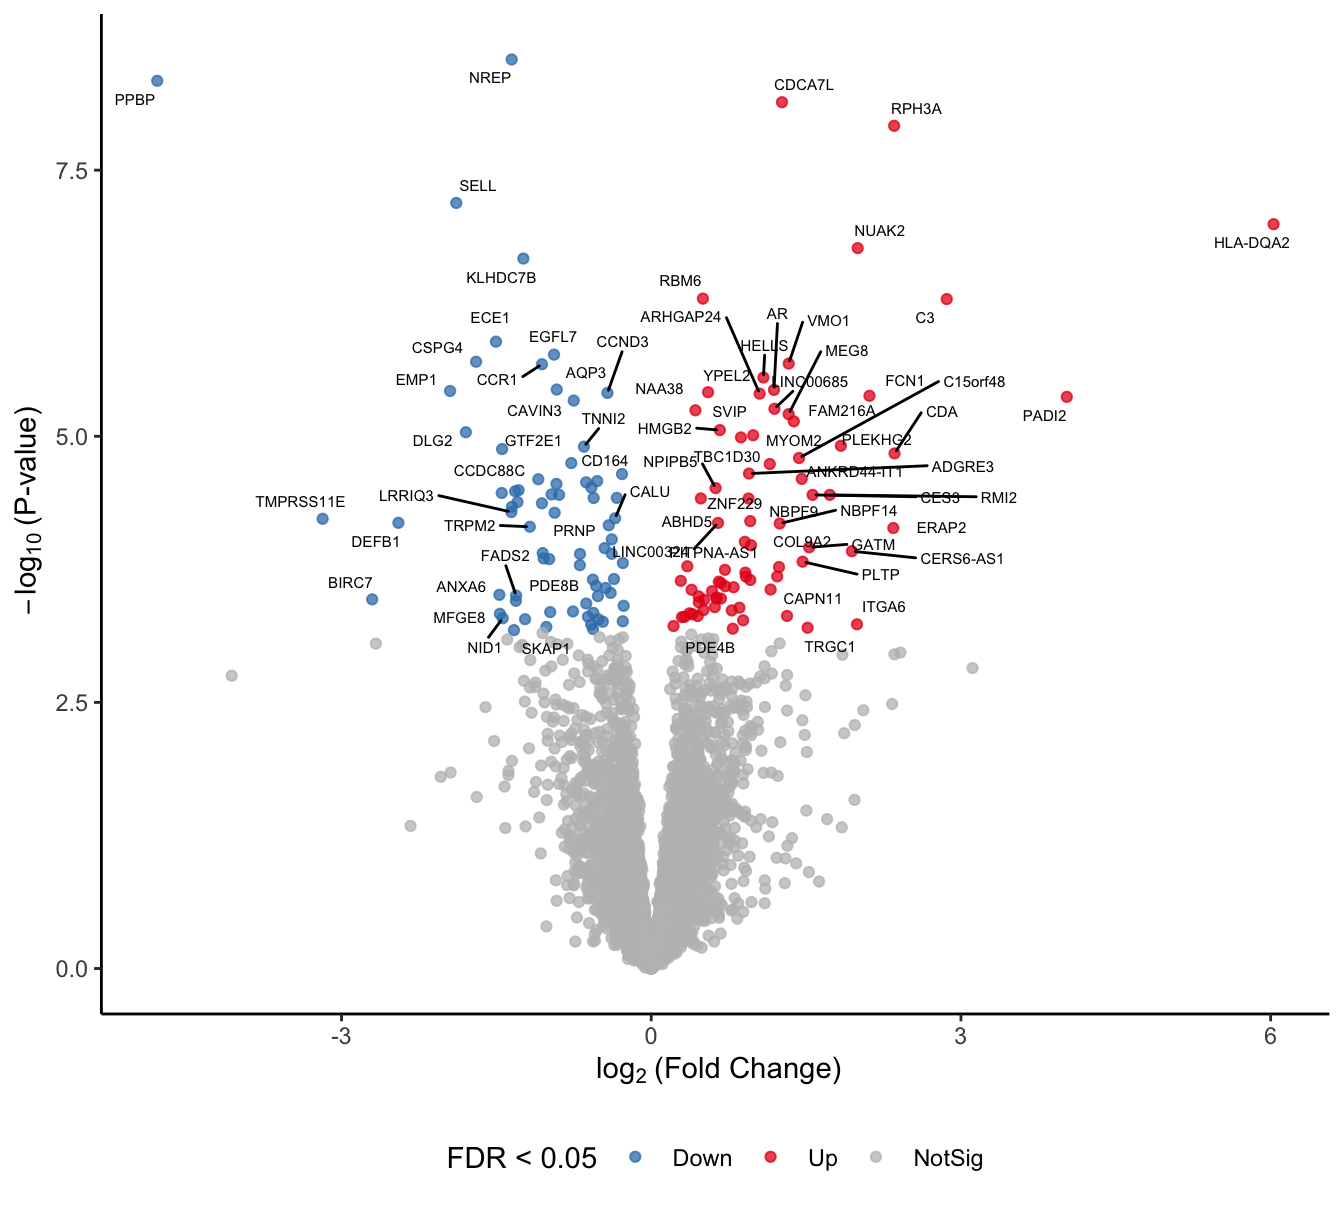 NREP
PPBP
CDCA7L
RPH3A
7.5
SELL
NUAK2
HLA-DQA2
KLHDC7B
RBM6
ARHGAP24
AR
C3
ECE1
VMO1
EGFL7
CCND3
HELLS
CSPG4
MEG8
CCR1
AQP3
YPEL2
EMP1
NAA38
LINC00685
FCN1
C15orf48
CAVIN3
SVIP
FAM216A
CDA
PADI2
TNNI2
HMGB2
5.0
DLG2
GTF2E1
MYOM2
PLEKHG2
TBC1D30
CD164
NPIPB5
CCDC88C
ANKRD44-IT1
ADGRE3
LRRIQ3
CALU
CES3
RMI2
TMPRSS11E
ZNF229
NBPF9
NBPF14
TRPM2
PRNP
ABHD5
ERAP2
DEFB1
COL9A2
GATM
FADS2
LINC00324
PITPNA-AS1
CERS6-AS1
PLTP
BIRC7
ANXA6
PDE8B
CAPN11
ITGA6
MFGE8
NID1
SKAP1
PDE4B
TRGC1
2.5
0.0
−log10 (P-value)
-3
0
3
6
log2 (Fold Change)
FDR < 0.05
Down
Up
NotSig